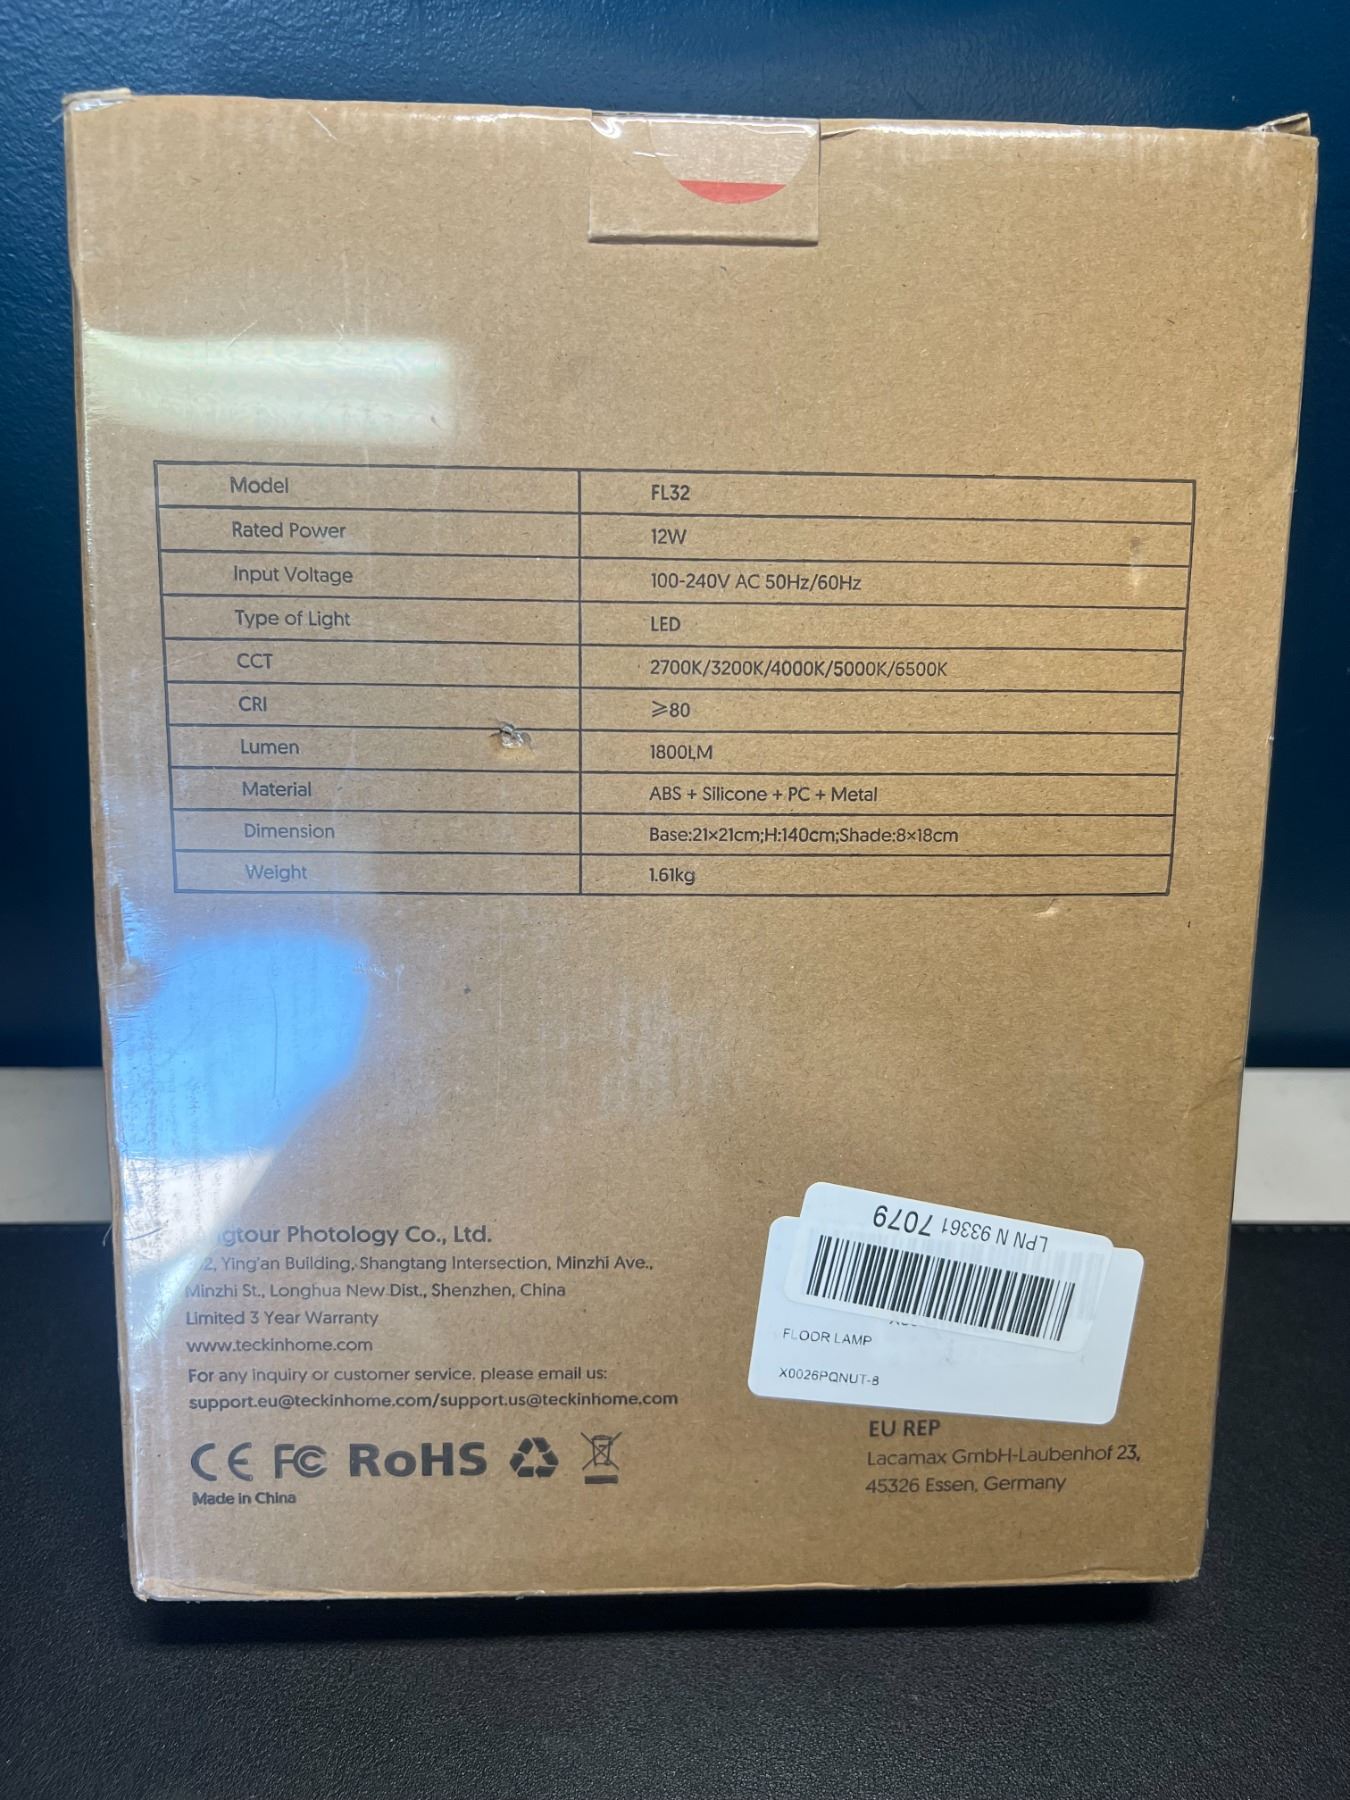 Model FL32
Rated Power 12W
Input Voltage 100-240V AC 50Hz/60Hz
Type of Light LED
CCT 2700K/3200K/4000K/5000K/6500K
CRI ≥80
Lumen 1800LM
Material ABS + Silicone + PC + Metal
Dimension Base:21×21cm;H:140cm;Shade:8×18cm
Weight 1.61kg
Photology Co., Ltd.
Ying'an Building, Shangtang Intersection, Minzhi Ave.,
Minzhi St., Longhua New Dist., Shenzhen, China
Limited 3 Year Warranty
www.teckinhome.com
For any inquiry or customer service, please email us:
support.eu@teckinhome.com/support.us@teckinhome.com
CE FC RoHS
Made in China
LPN N 93361 7079
FLOOR LAMP
X0026PQNUT-8
EU REP
Lacamax GmbH-Laubenhof 23,
45326 Essen, Germany